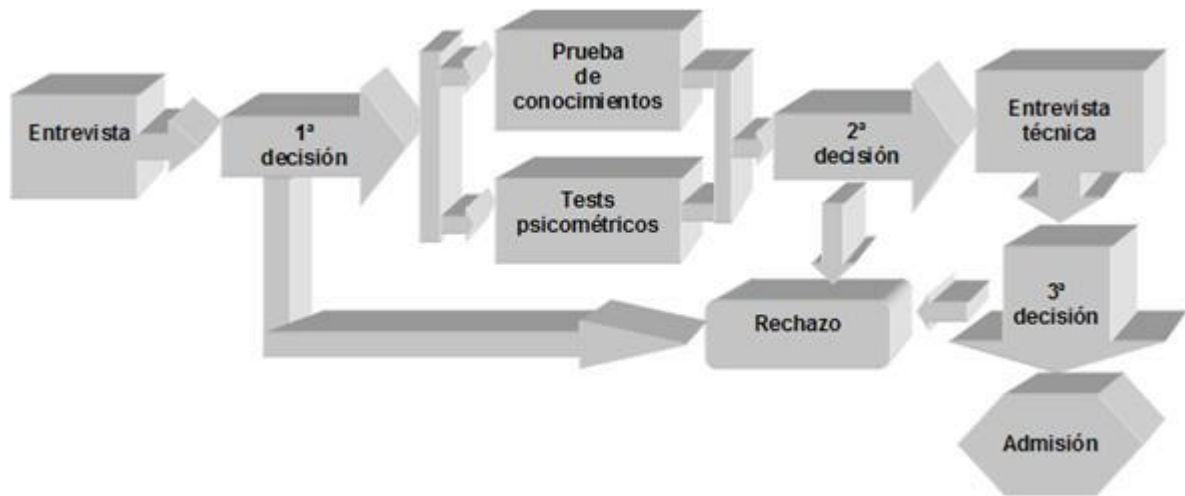 Entrevista
1ª
decisión
Prueba
de
conocimientos
Tests
psicométricos
2ª
decisión
Entrevista
técnica
Rechazo
3ª
decisión
Admisión